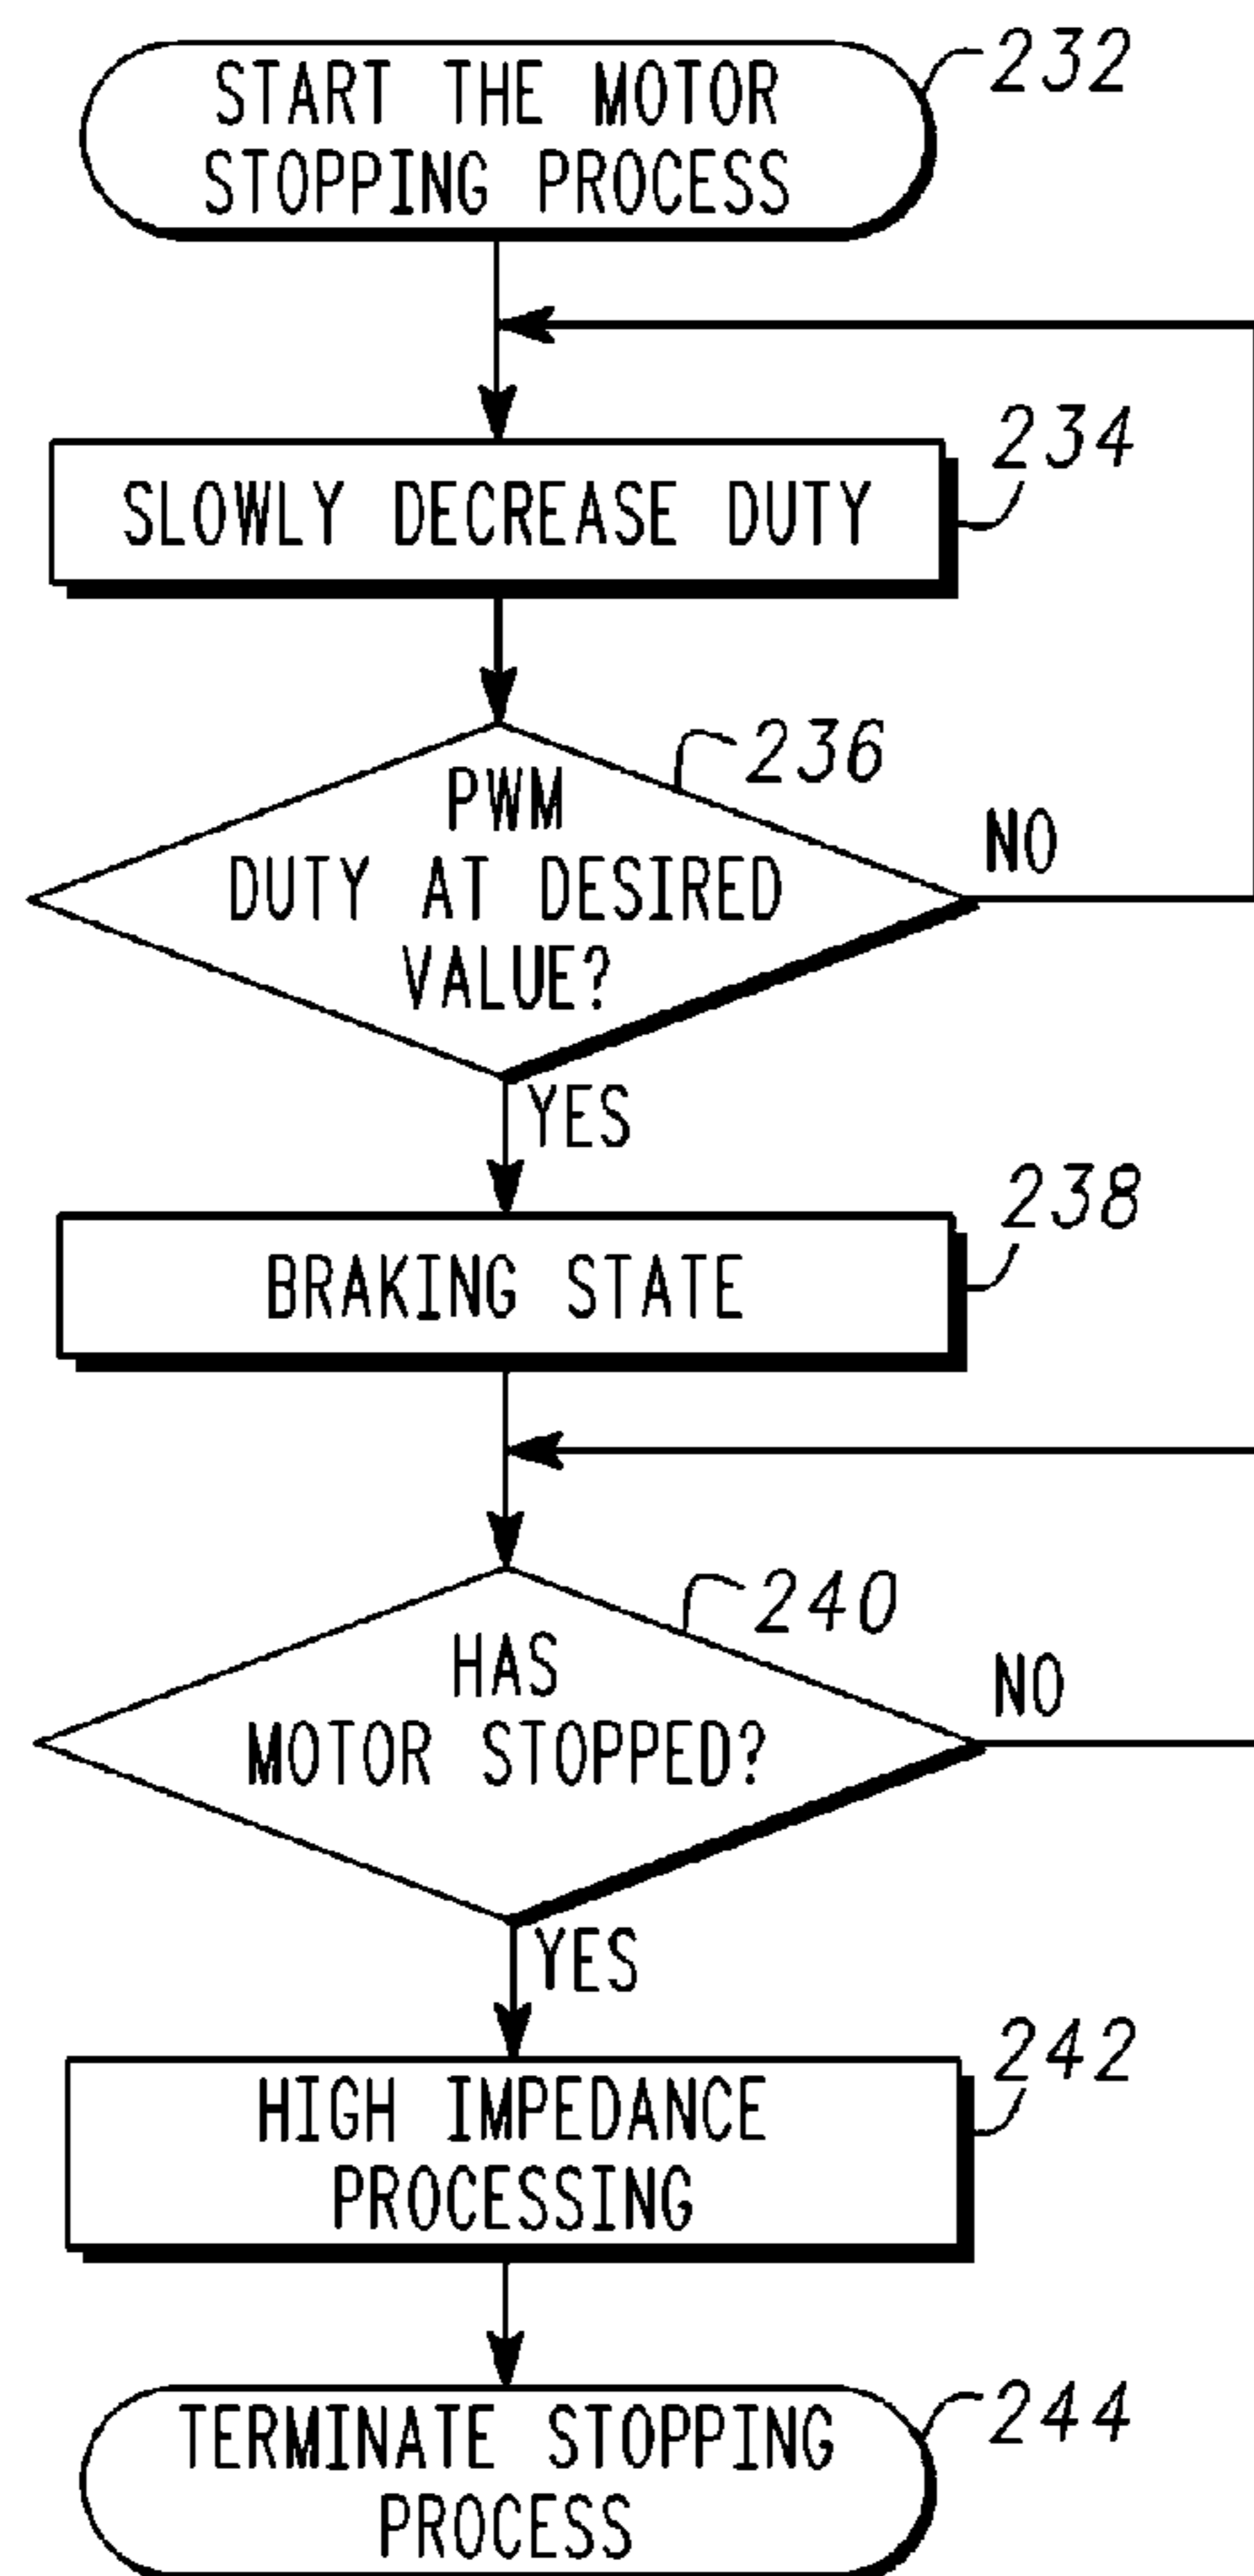 START THE MOTOR
STOPPING PROCESS
232
SLOWLY DECREASE DUTY
234
PWM
DUTY AT DESIRED
VALUE?
236
NO
YES
BRAKING STATE
238
HAS
MOTOR STOPPED?
240
NO
YES
HIGH IMPEDANCE
PROCESSING
242
TERMINATE STOPPING
PROCESS
244